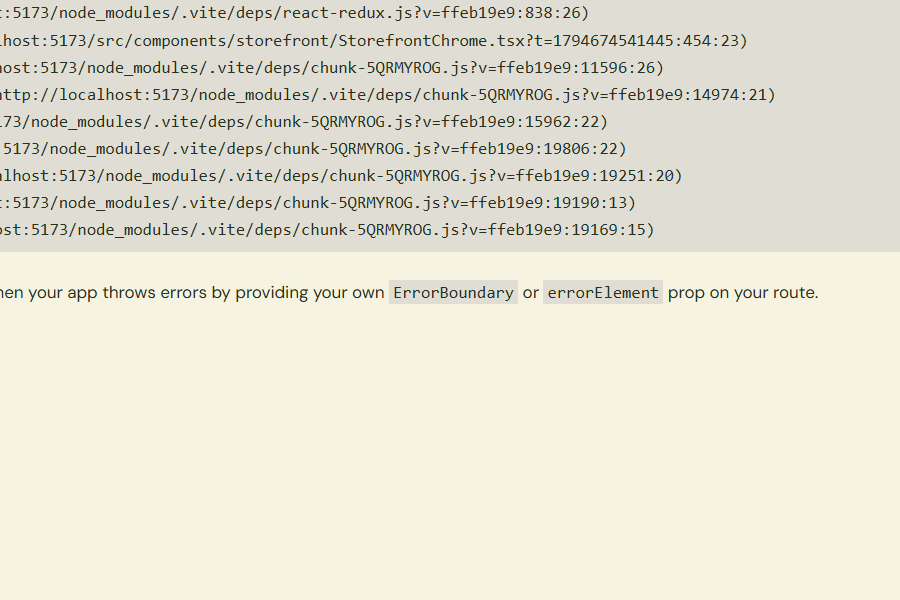 :5173/node_modules/.vite/deps/react-redux.js?v=ffeb19e9:838:26)
lhost:5173/src/components/storefront/StorefrontChrome.tsx?t=1794674541445:454:23)
ost:5173/node_modules/.vite/deps/chunk-5QRMYROG.js?v=ffeb19e9:11596:26)
ttp://localhost:5173/node_modules/.vite/deps/chunk-5QRMYROG.js?v=ffeb19e9:14974:21)
173/node_modules/.vite/deps/chunk-5QRMYROG.js?v=ffeb19e9:15962:22)
5173/node_modules/.vite/deps/chunk-5QRMYROG.js?v=ffeb19e9:19806:22)
lhost:5173/node_modules/.vite/deps/chunk-5QRMYROG.js?v=ffeb19e9:19251:20)
:5173/node_modules/.vite/deps/chunk-5QRMYROG.js?v=ffeb19e9:19190:13)
ost:5173/node_modules/.vite/deps/chunk-5QRMYROG.js?v=ffeb19e9:19169:15)
hen your app throws errors by providing your own ErrorBoundary or errorElement prop on your route.